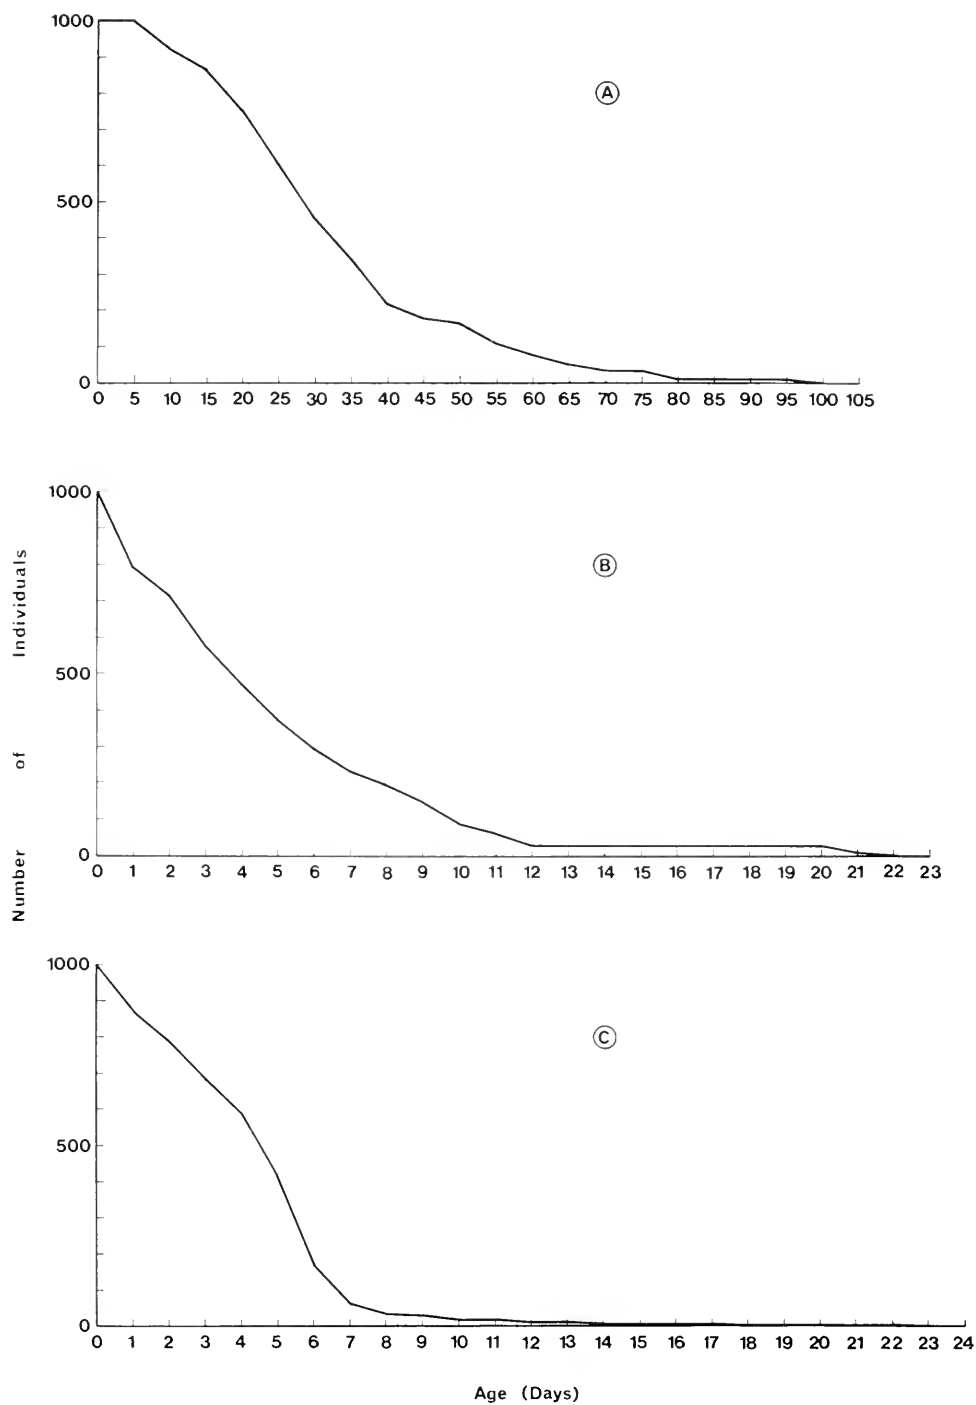 1000
500
0
0 5 10 15 20 25 30 35 40 45 50 55 60 65 70 75 80 85 90 95 100 105
A
1000
500
0
0 1 2 3 4 5 6 7 8 9 10 11 12 13 14 15 16 17 18 19 20 21 22 23
B
1000
500
0
0 1 2 3 4 5 6 7 8 9 10 11 12 13 14 15 16 17 18 19 20 21 22 23 24
C
Number of Individuals
Age (Days)